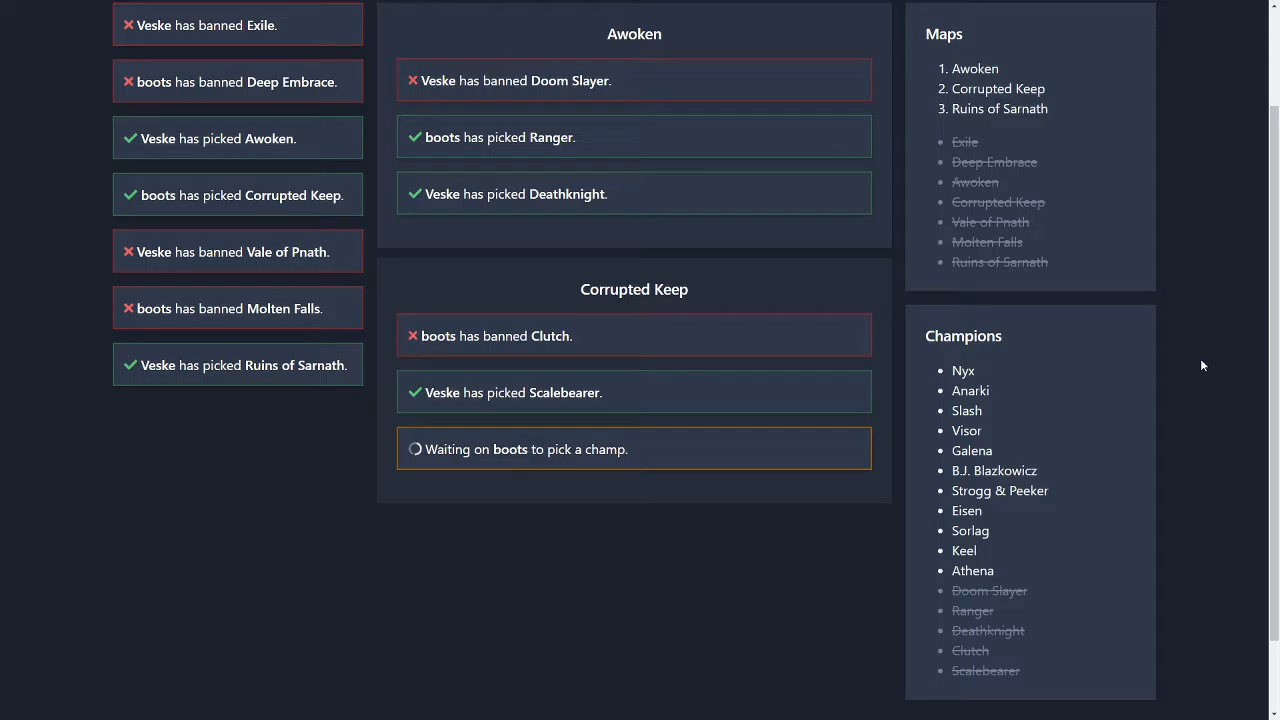 Veske has banned Exile.
boots has banned Deep Embrace.
Veske has picked Awoken.
boots has picked Corrupted Keep.
Veske has banned Vale of Pnath.
boots has banned Molten Falls.
Veske has picked Ruins of Sarnath.
Awoken
Veske has banned Doom Slayer.
boots has picked Ranger.
Veske has picked Deathknight.
Corrupted Keep
boots has banned Clutch.
Veske has picked Scalebearer.
Waiting on boots to pick a champ.
Maps
1. Awoken
2. Corrupted Keep
3. Ruins of Sarnath
Exile
Deep Embrace
Awoken
Corrupted Keep
Vale of Pnath
Molten Falls
Ruins of Sarnath
Champions
Nyx
Anarki
Slash
Visor
Galena
B.J. Blazkowicz
Strogg & Peeker
Eisen
Sorlag
Keel
Athena
Doom Slayer
Ranger
Deathknight
Clutch
Scalebearer